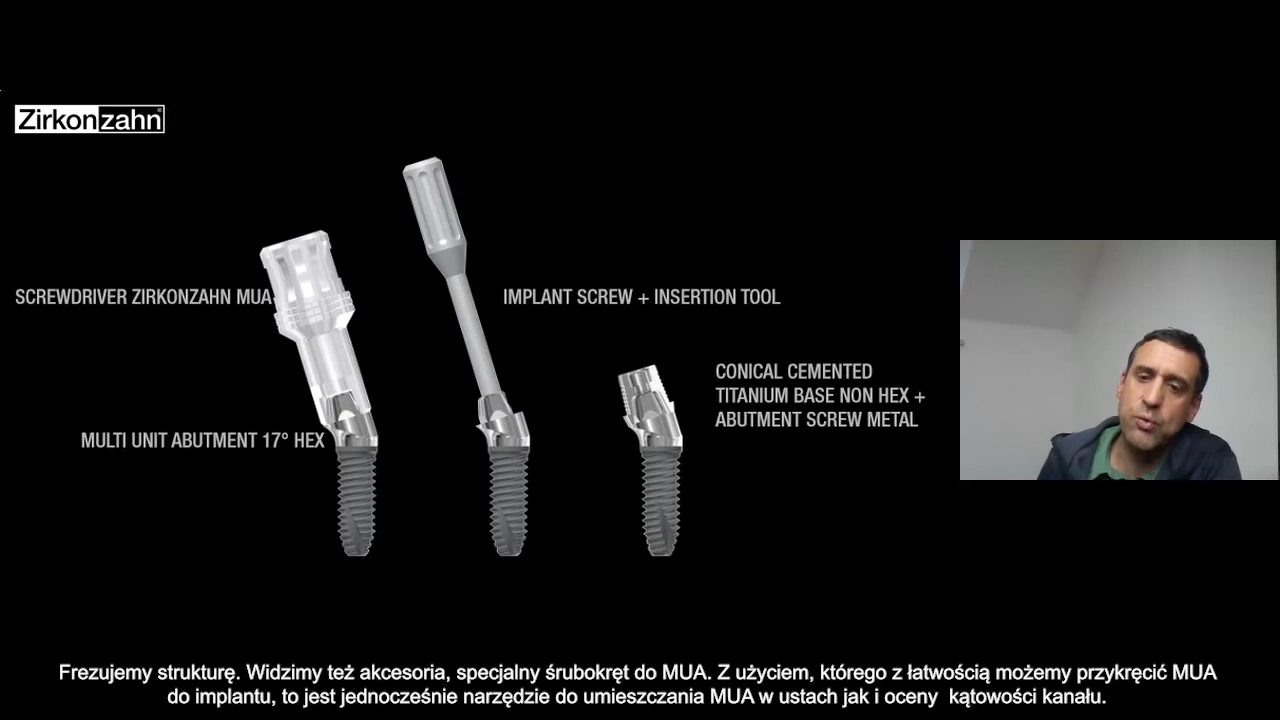 Zirkonzahn®
SCREWDRIVER ZIRKONZAHN MUA
IMPLANT SCREW + INSERTION TOOL
CONICAL CEMENTED
TITANIUM BASE NON HEX +
ABUTMENT SCREW METAL
MULTI UNIT ABUTMENT 17° HEX
Frezujemy strukturę. Widzimy też akcesoria, specjalny śrubokręt do MUA. Z użyciem, którego z łatwością możemy przykręcić MUA
do implantu, to jest jednocześnie narzędzie do umieszczania MUA w ustach jak i oceny kątowości kanału.